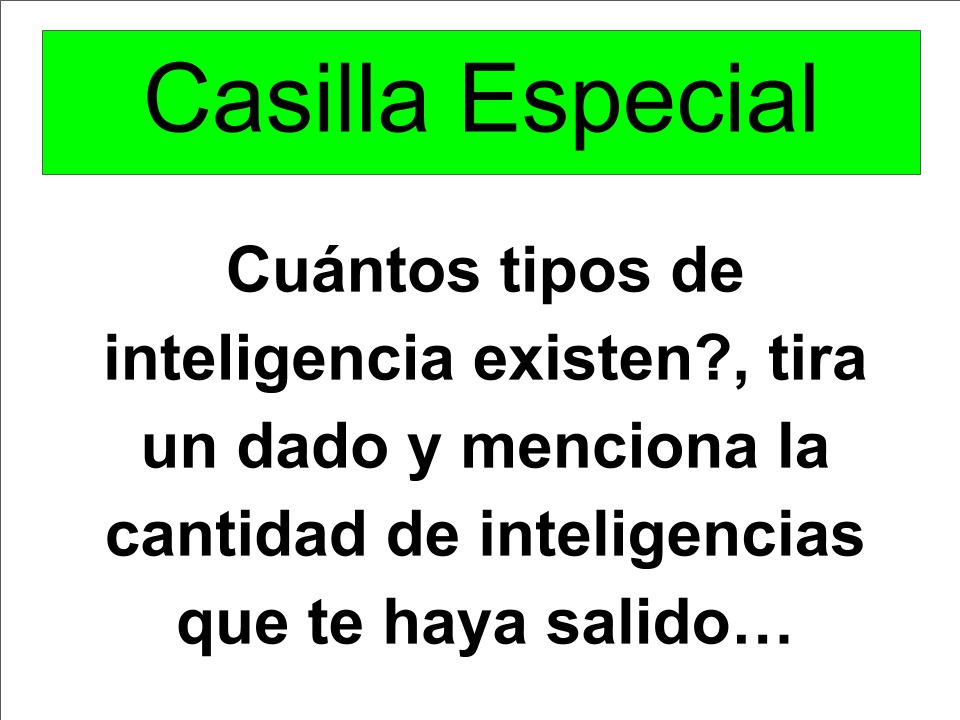 Casilla Especial
Cuántos tipos de
inteligencia existen?, tira
un dado y menciona la
cantidad de inteligencias
que te haya salido…